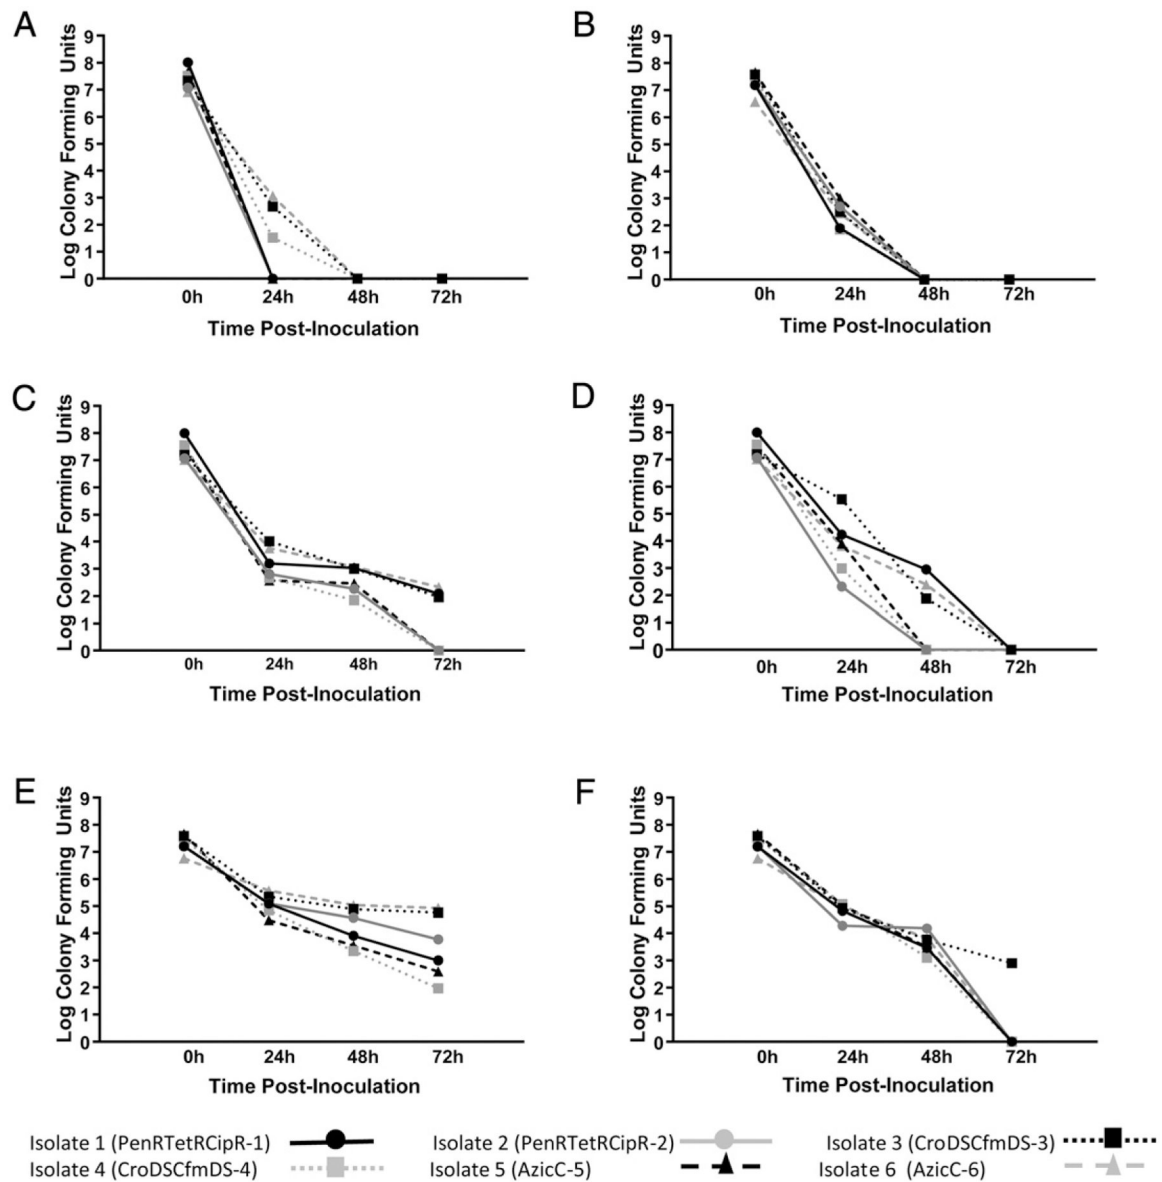 A
B
Log Colony Forming Units
9
8
7
6
5
4
3
2
1
0
0h 24h 48h 72h
Time Post-Inoculation
Log Colony Forming Units
9
8
7
6
5
4
3
2
1
0
0h 24h 48h 72h
Time Post-Inoculation
C
D
Log Colony Forming Units
9
8
7
6
5
4
3
2
1
0
0h 24h 48h 72h
Time Post-Inoculation
Log Colony Forming Units
9
8
7
6
5
4
3
2
1
0
0h 24h 48h 72h
Time Post-Inoculation
E
F
Log Colony Forming Units
9
8
7
6
5
4
3
2
1
0
0h 24h 48h 72h
Time Post-Inoculation
Log Colony Forming Units
9
8
7
6
5
4
3
2
1
0
0h 24h 48h 72h
Time Post-Inoculation
Isolate 1 (PenRTetRCipR-1) Isolate 2 (PenRTetRCipR-2) Isolate 3 (CroDSCfmDS-3)
Isolate 4 (CroDSCfmDS-4) Isolate 5 (AzicC-5) Isolate 6 (AzicC-6)